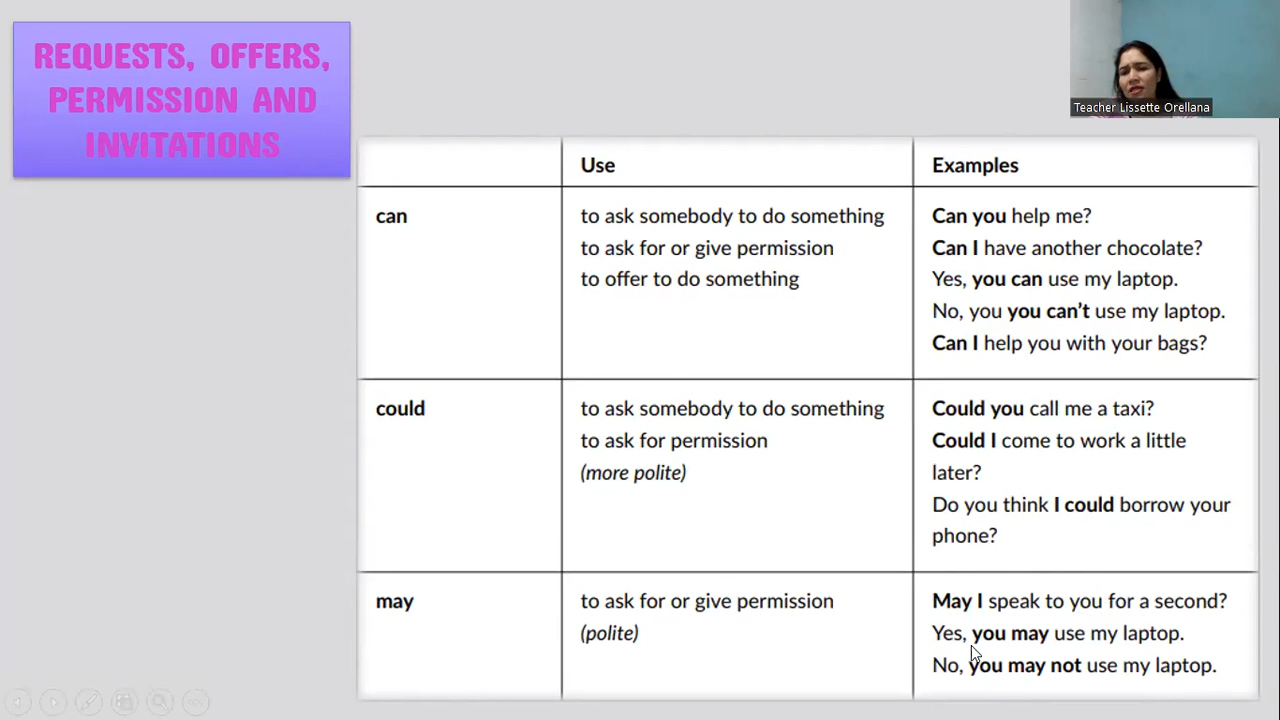 REQUESTS, OFFERS,
PERMISSION AND
INVITATIONS
Teacher Lissette Orellana
Use
Examples
can
to ask somebody to do something
to ask for or give permission
to offer to do something
Can you help me?
Can I have another chocolate?
Yes, you can use my laptop.
No, you you can't use my laptop.
Can I help you with your bags?
could
to ask somebody to do something
to ask for permission
(more polite)
Could you call me a taxi?
Could I come to work a little
later?
Do you think I could borrow your
phone?
may
to ask for or give permission
(polite)
May I speak to you for a second?
Yes, you may use my laptop.
No, you may not use my laptop.